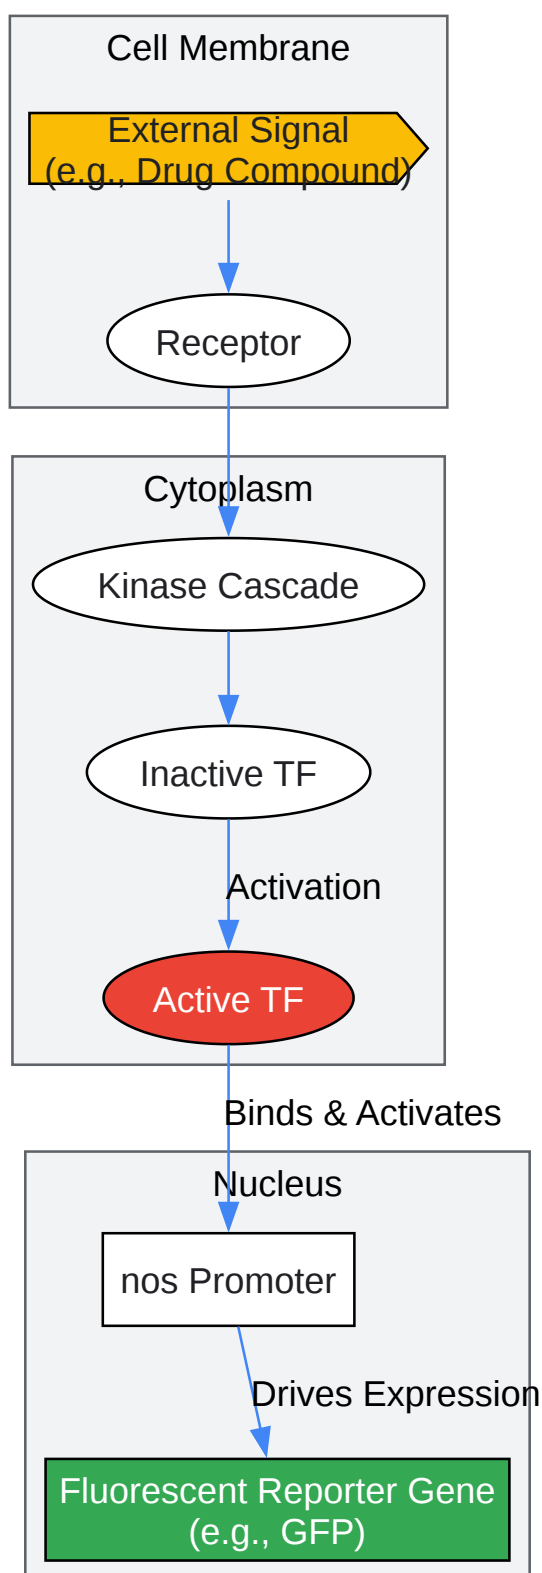 Cell Membrane
External Signal
(e.g., Drug Compound)
Receptor
Cytoplasm
Kinase Cascade
Inactive TF
Activation
Active TF
Binds & Activates
Nucleus
nos Promoter
Drives Expression
Fluorescent Reporter Gene
(e.g., GFP)